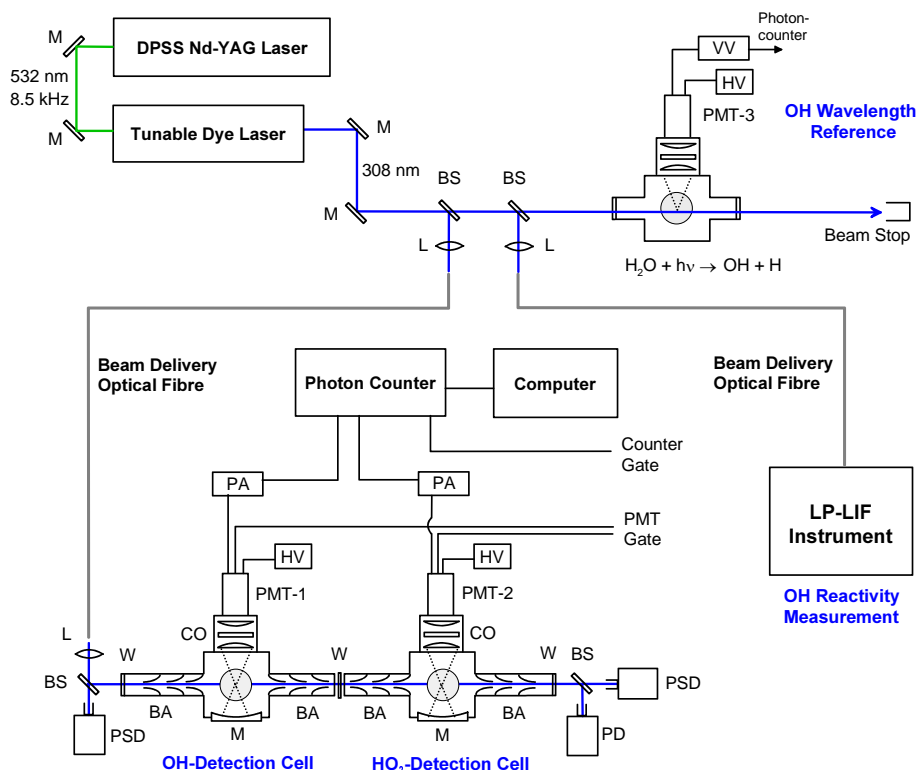 M
DPSS Nd-YAG Laser
532 nm
8.5 kHz
M
Tunable Dye Laser
M
308 nm
M
BS
BS
L
L
VV
Photon-
counter
HV
PMT-3
OH Wavelength
Reference
Beam Stop
H₂O + hν → OH + H
Beam Delivery
Optical Fibre
Photon Counter
Computer
Beam Delivery
Optical Fibre
Counter
Gate
PA
PA
PMT
Gate
LP-LIF
Instrument
OH Reactivity
Measurement
HV
HV
PMT-1
PMT-2
CO
CO
L
W
W
W
BS
BS
PSD
BA
BA
BA
BA
PSD
M
M
PD
OH-Detection Cell
HO₂-Detection Cell